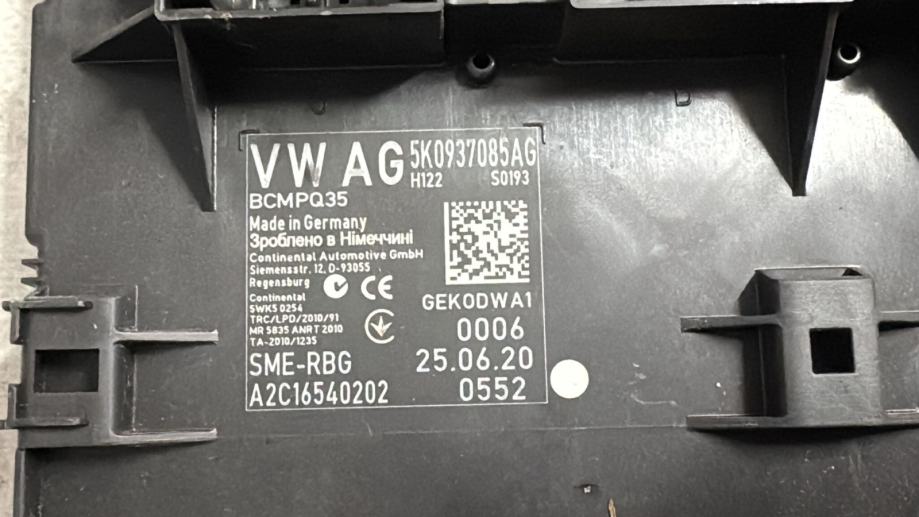 VW AG 5K0937085AG
H122 S0193
BCMPQ35
Made in Germany
Зроблено в Німеччині
Continental Automotive GmbH
Siemensstr. 12, D-93055
Regensburg
Continental
5WK50254
TRC/LPD/2010/91
MR 5835 ANRT 2010
TA-2010/1235
GEK0DWA1
0006
SME-RBG 25.06.20
A2C16540202 0552